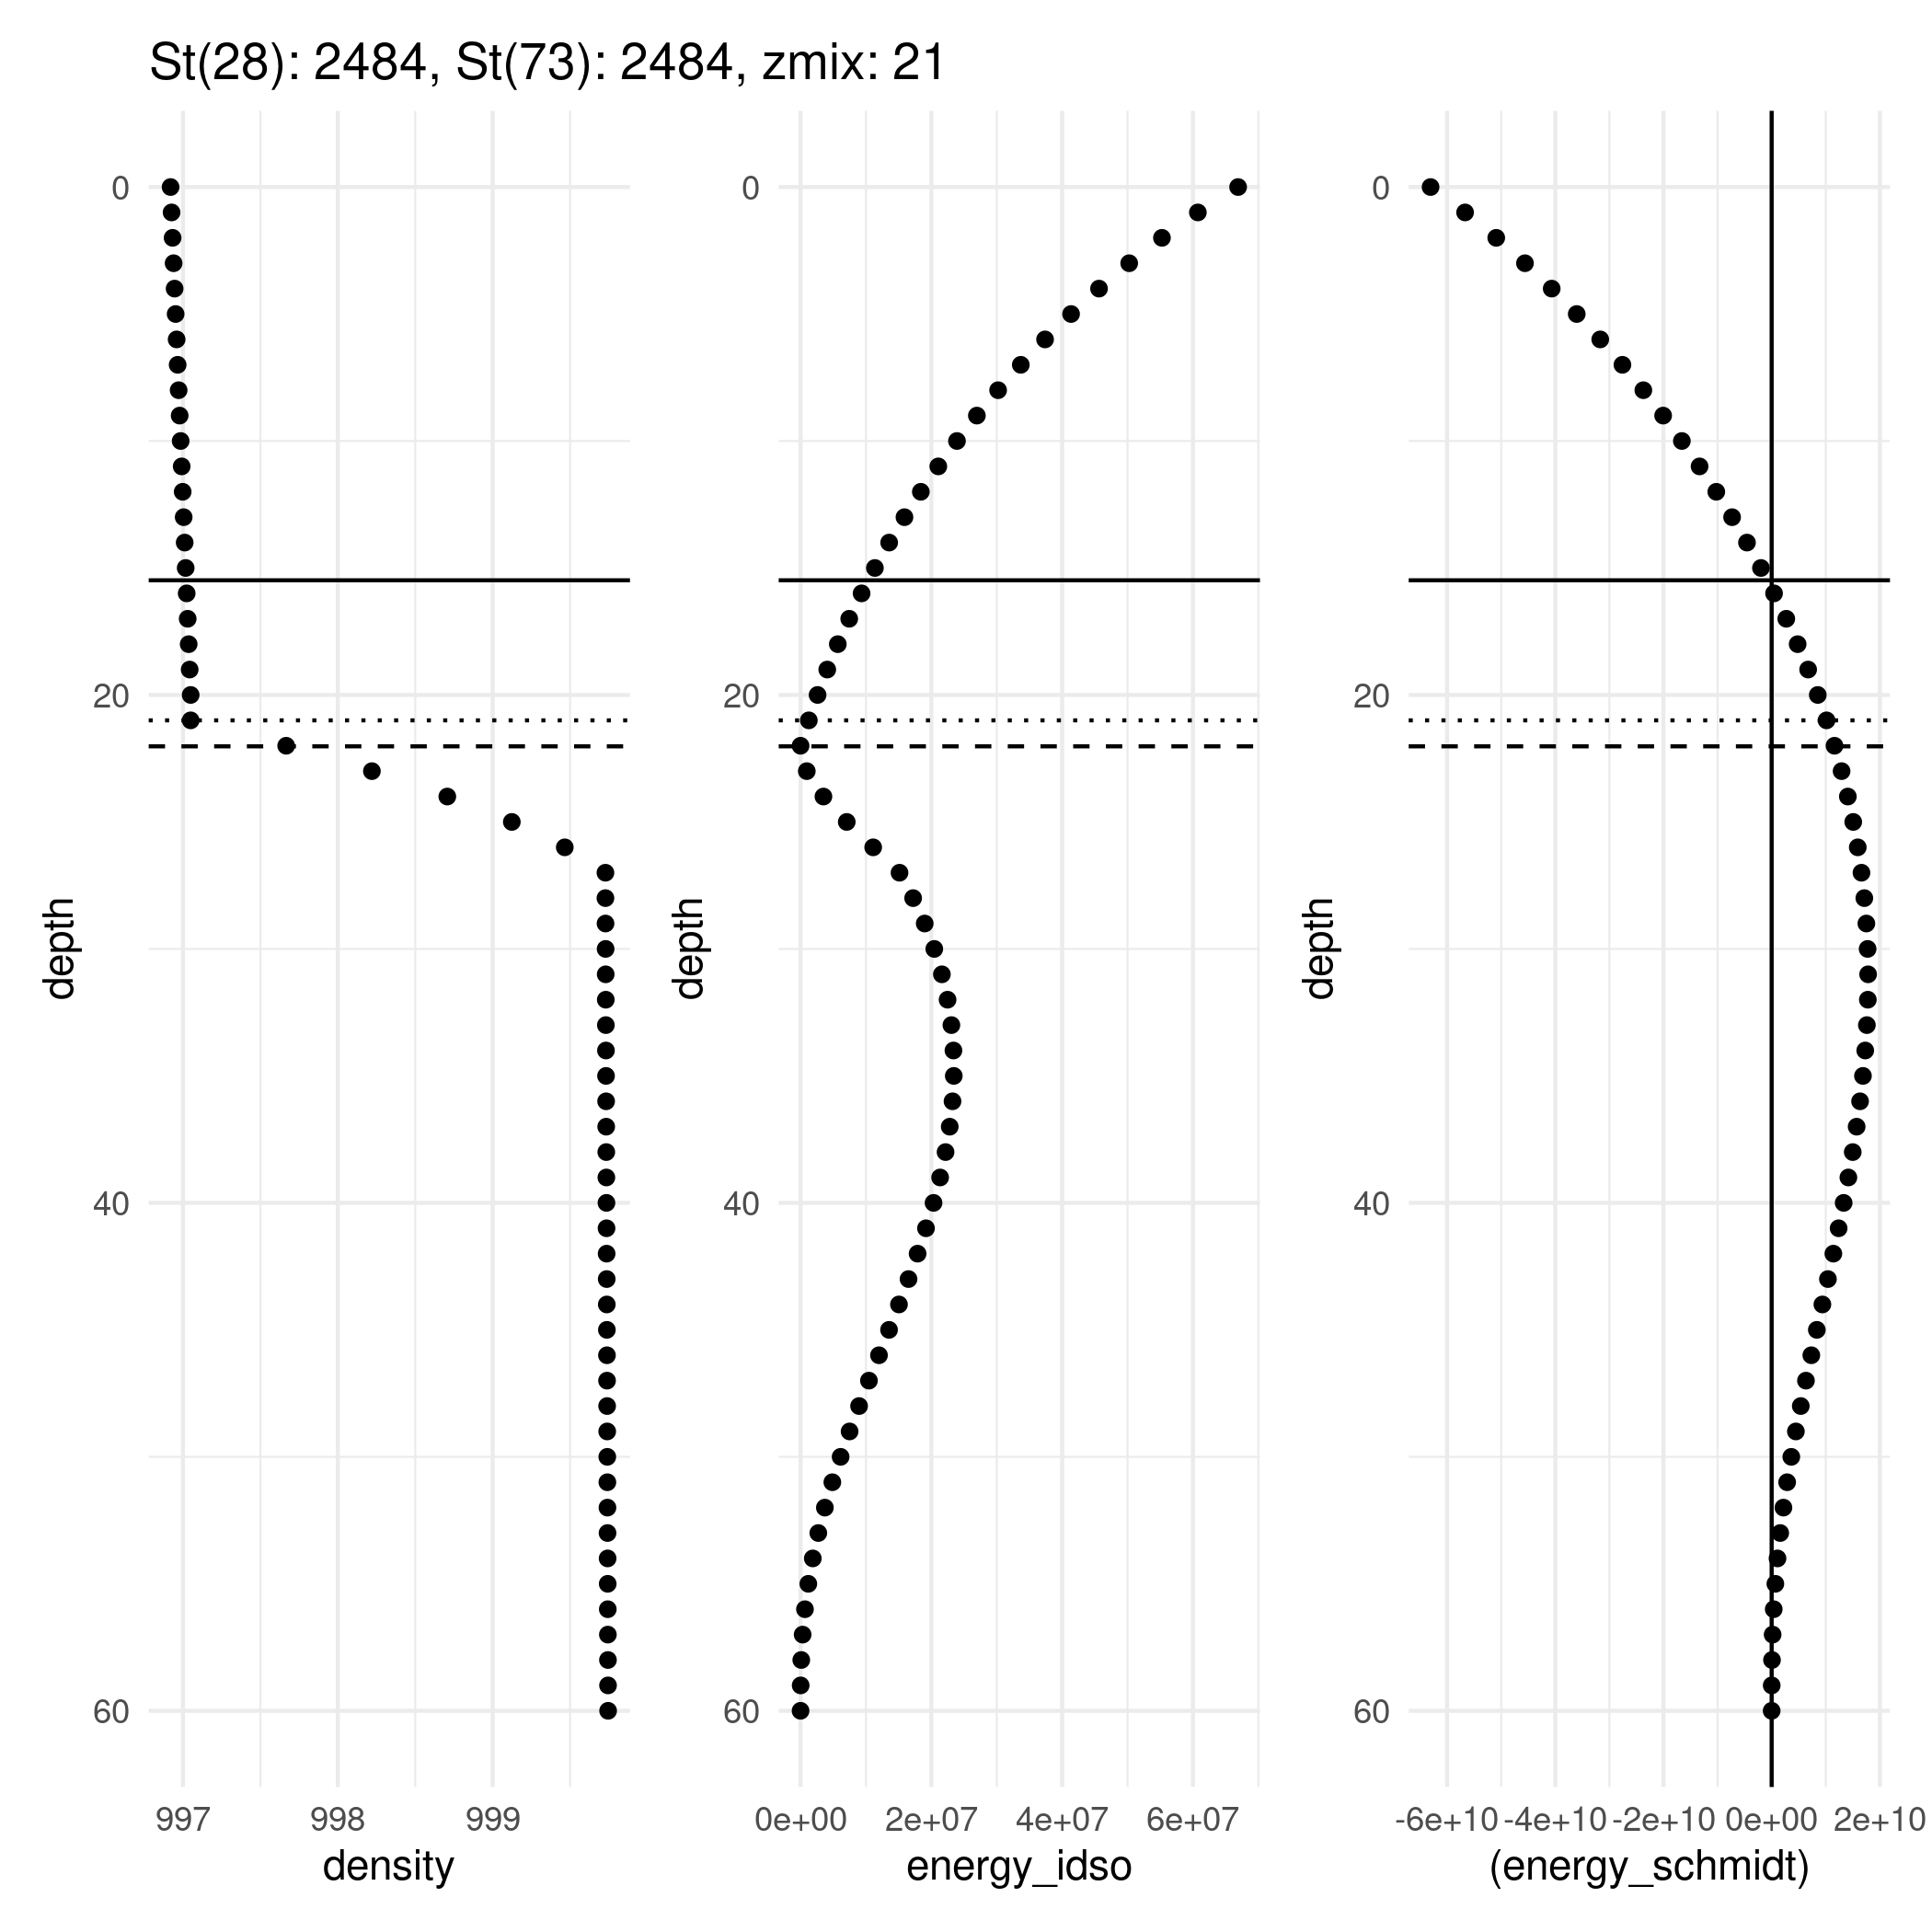 St(28): 2484, St(73): 2484, zmix: 21
0
20
40
60
depth
997 998 999
density
0
20
40
60
depth
0e+00 2e+07 4e+07 6e+07
energy_idso
0
20
40
60
depth
-6e+10 -4e+10 -2e+10 0e+00 2e+10
(energy_schmidt)